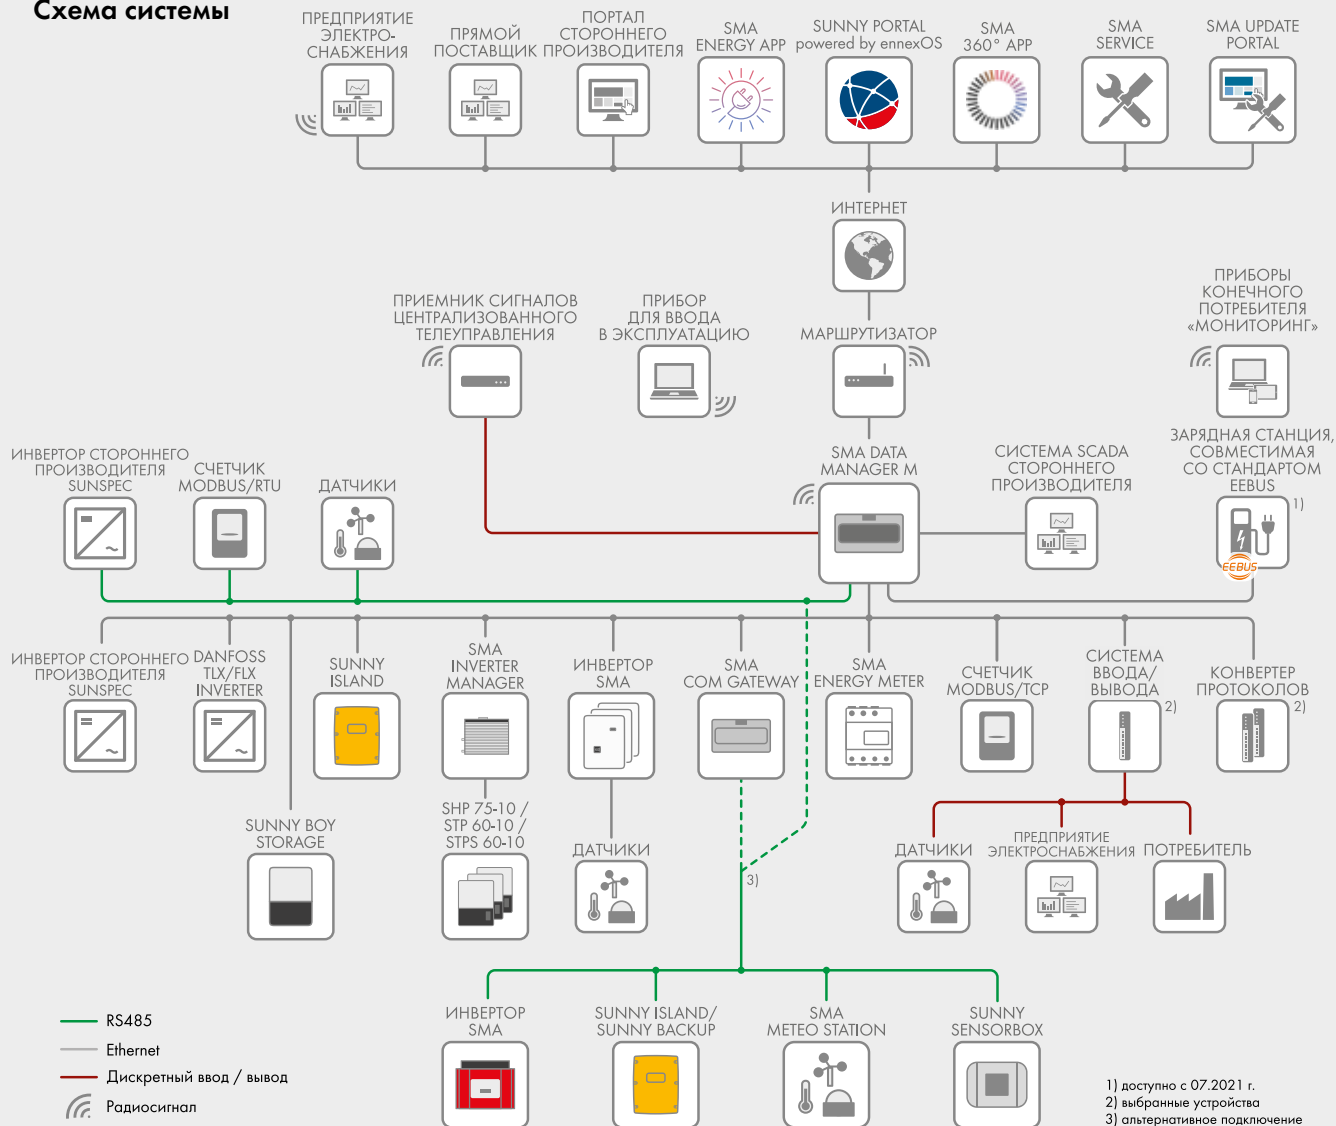 Схема системы
ПРЕДПРИЯТИЕ
ЭЛЕКТРО-
СНАБЖЕНИЯ
ПРЯМОЙ
ПОСТАВЩИК
ПОРТАЛ
СТОРОННЕГО
ПРОИЗВОДИТЕЛЯ
SMA
ENERGY APP
SUNNY PORTAL
powered by ennexOS
SMA
360° APP
SMA
SERVICE
SMA UPDATE
PORTAL
ИНТЕРНЕТ
ПРИЕМНИК СИГНАЛОВ
ЦЕНТРАЛИЗОВАННОГО
ТЕЛЕУПРАВЛЕНИЯ
ПРИБОР
ДЛЯ ВВОДА
В ЭКСПЛУАТАЦИЮ
МАРШРУТИЗАТОР
ПРИБОРЫ
КОНЕЧНОГО
ПОТРЕБИТЕЛЯ
«МОНИТОРИНГ»
ИНВЕРТОР СТОРОННЕГО
ПРОИЗВОДИТЕЛЯ
SUNSPEC
СЧЕТЧИК
MODBUS/RTU
ДАТЧИКИ
SMA DATA
MANAGER M
СИСТЕМА SCADA
СТОРОННЕГО
ПРОИЗВОДИТЕЛЯ
ЗАРЯДНАЯ СТАНЦИЯ,
СОВМЕСТИМАЯ
СО СТАНДАРТОМ
EEBUS
1)
EEBUS
ИНВЕРТОР СТОРОННЕГО
ПРОИЗВОДИТЕЛЯ
SUNSPEC
DANFOSS
TLX/FLX
INVERTER
SUNNY
ISLAND
SMA
INVERTER
MANAGER
ИНВЕРТОР
SMA
SMA
COM GATEWAY
SMA
ENERGY METER
СЧЕТЧИК
MODBUS/TCP
СИСТЕМА
ВВОДА/
ВЫВОДА
2)
КОНВЕРТЕР
ПРОТОКОЛОВ
2)
SUNNY BOY
STORAGE
SHP 75-10 /
STP 60-10 /
STPS 60-10
ДАТЧИКИ
3)
ДАТЧИКИ
ПРЕДПРИЯТИЕ
ЭЛЕКТРОСНАБЖЕНИЯ
ПОТРЕБИТЕЛЬ
ИНВЕРТОР
SMA
SUNNY ISLAND/
SUNNY BACKUP
SMA
METEO STATION
SUNNY
SENSORBOX
RS485
Ethernet
Дискретный ввод / вывод
Радиосигнал
1) доступно с 07.2021 г.
2) выбранные устройства
3) альтернативное подключение